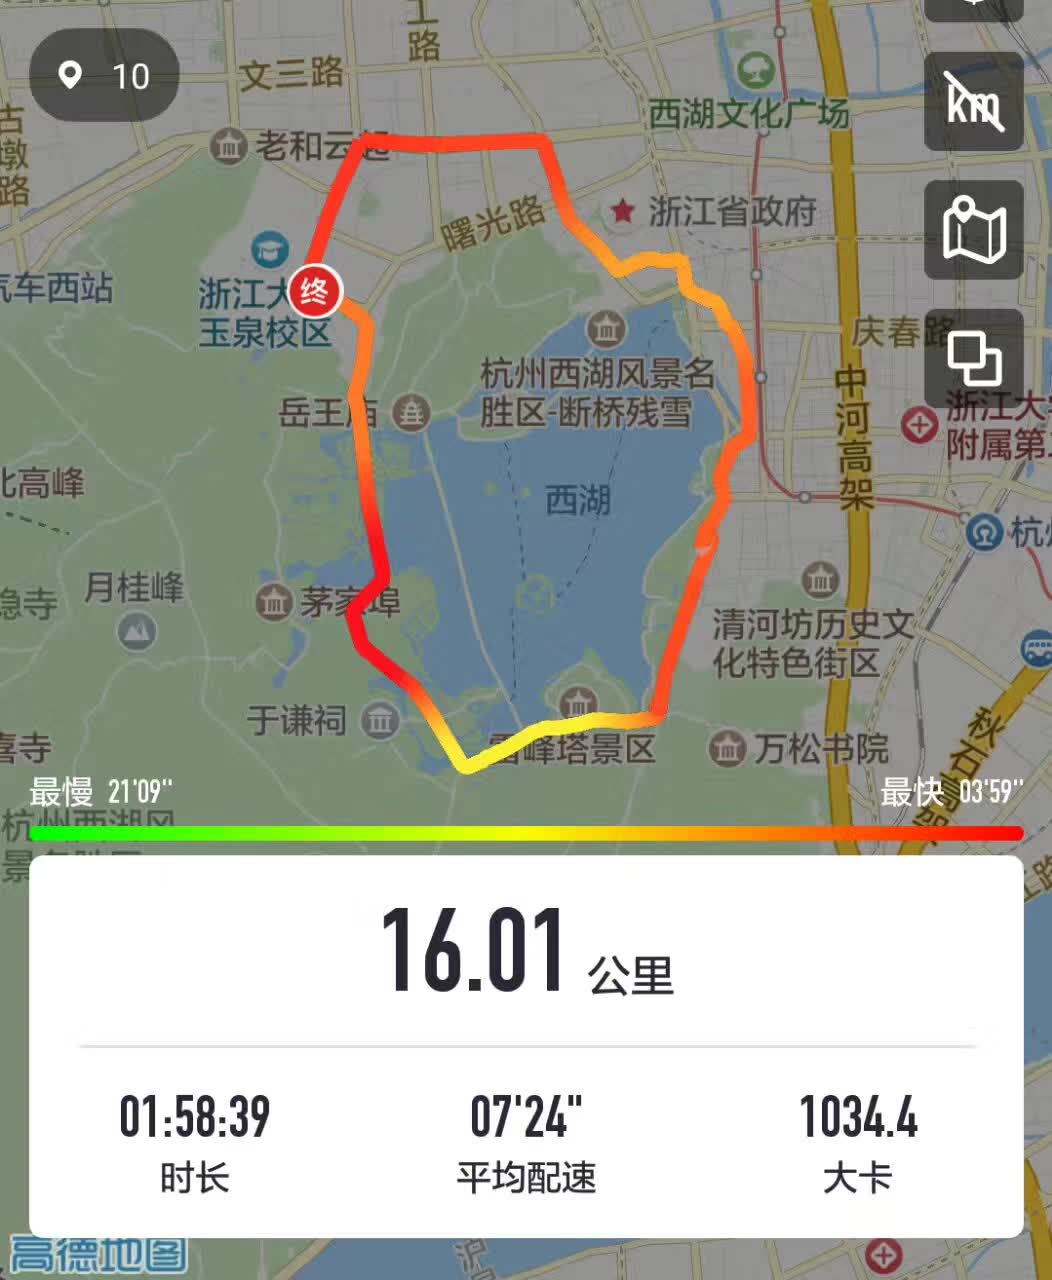 工
路
10
文三路
古
墩
路
老和云起
西湖文化广场
km
曙光路
浙江省政府
汽车西站
浙江大
终
玉泉校区
庆春路
杭州西湖风景名
胜区-断桥残雪
岳王庙
中
河
高
架
浙江大
附属第
北高峰
西湖
杭
月桂峰
隐寺
茅家埠
清河坊历史文
化特色街区
于谦祠
雷峰塔景区
万松书院
喜寺
秋
石
高
架
最慢 21'09"
最快 03'59"
杭州西湖风
景名胜区
16.01 公里
01:58:39
07'24"
1034.4
时长
平均配速
大卡
高德地图
沪